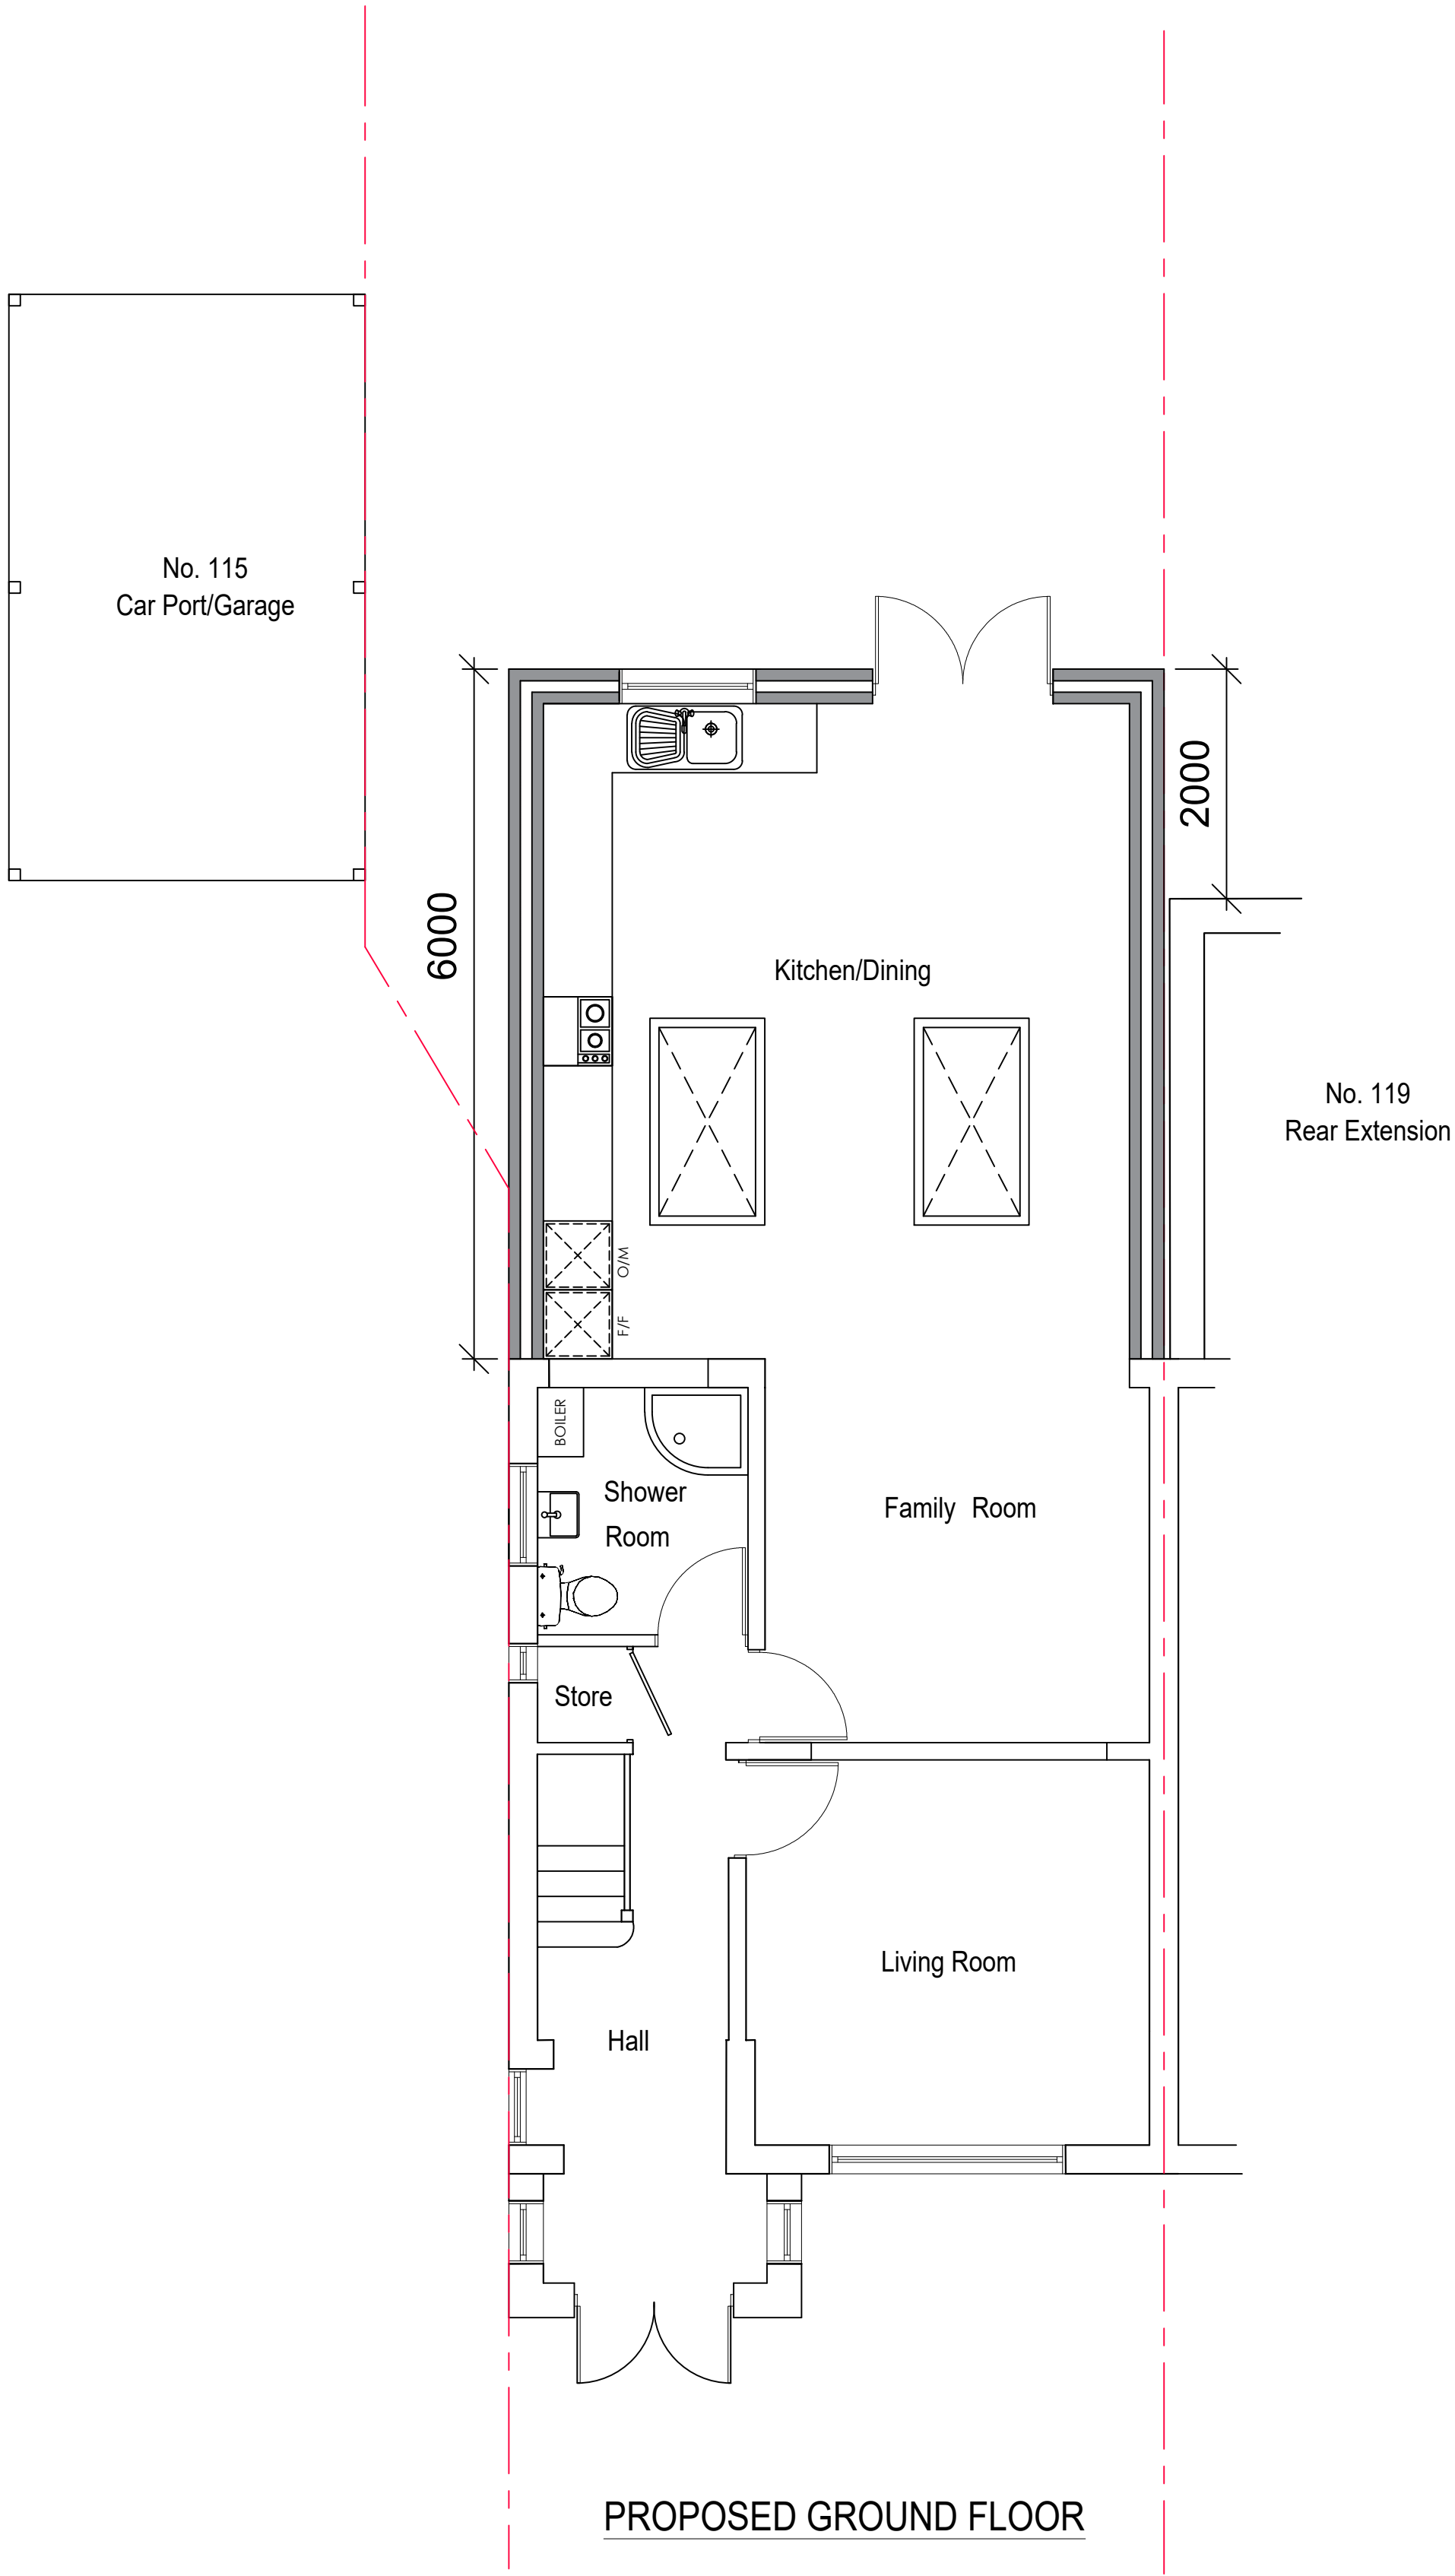 No. 115
Car Port/Garage
2000
6000
Kitchen/Dining
No. 119
Rear Extension
O/M
F/F
BOILER
Shower
Room
Family Room
Store
Living Room
Hall
PROPOSED GROUND FLOOR